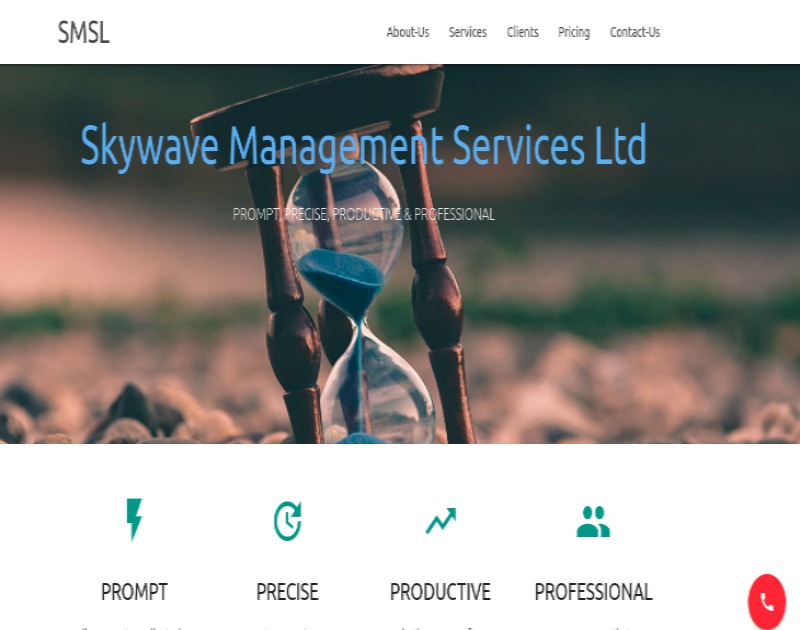 SMSL
About-Us Services Clients Pricing Contact-Us
Skywave Management Services Ltd
PROMPT, PRECISE, PRODUCTIVE & PROFESSIONAL
PROMPT PRECISE PRODUCTIVE PROFESSIONAL